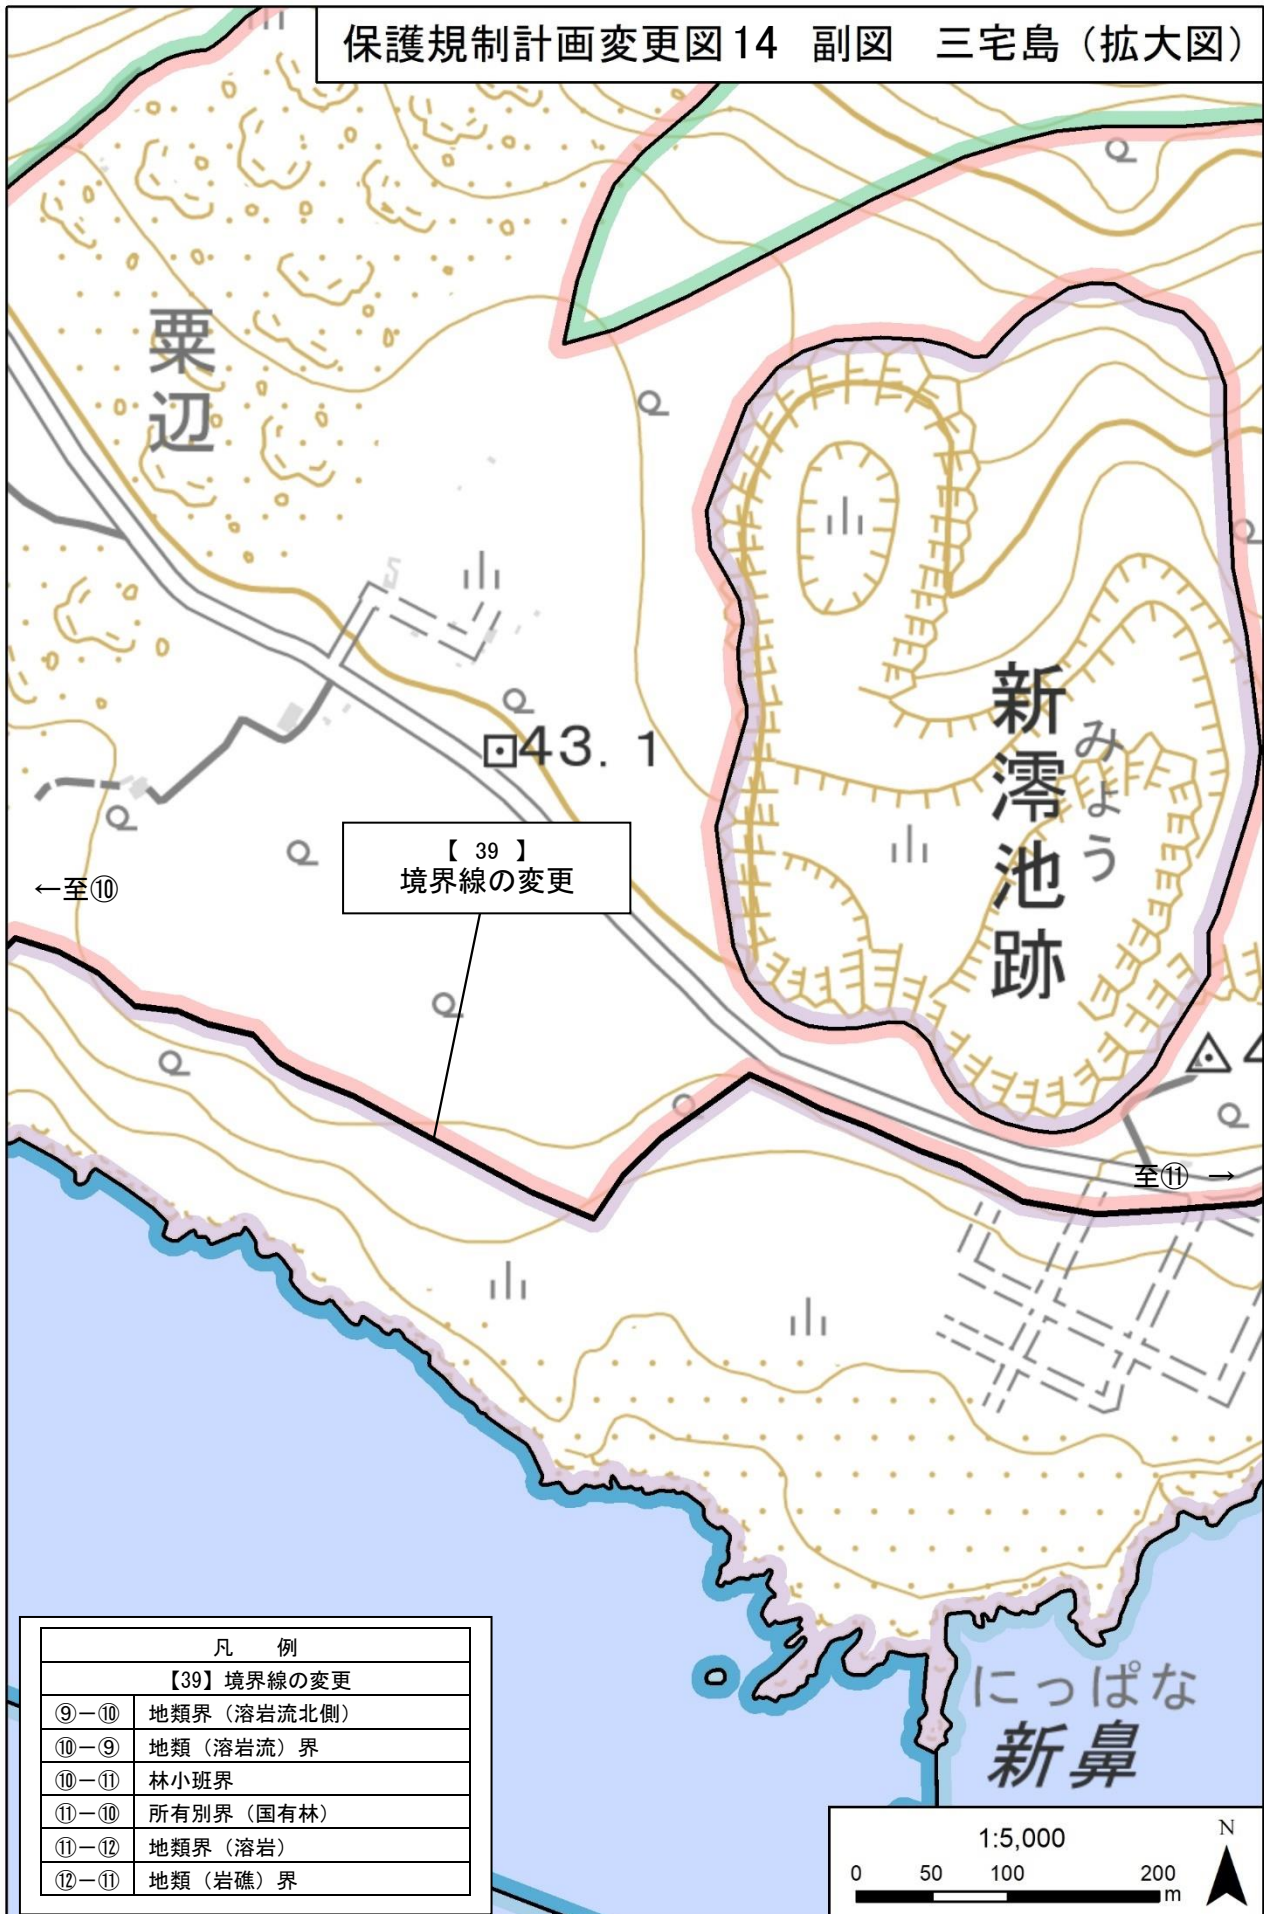 保護規制計画変更図14 副図 三宅島（拡大図）
粟辺
43.1
新澪池跡
みょう
【 39 】
境界線の変更
←至⑩
4
至⑪ →
にっぱな
新鼻
凡 例
【39】境界線の変更
⑨－⑩ 地類界（溶岩流北側）
⑩－⑨ 地類（溶岩流）界
⑩－⑪ 林小班界
⑪－⑩ 所有別界（国有林）
⑪－⑫ 地類界（溶岩）
⑫－⑪ 地類（岩礁）界
1:5,000
N
0 50 100 200
m